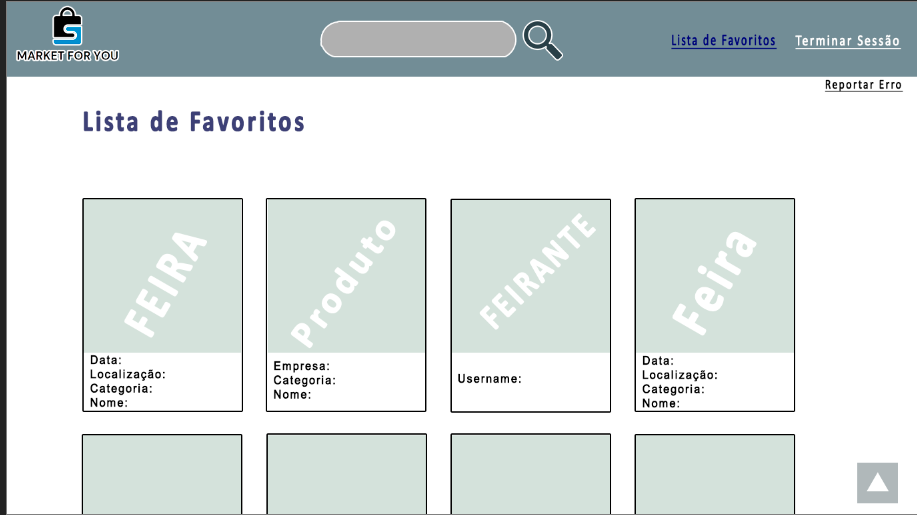 MARKET FOR YOU
Lista de Favoritos
Terminar Sessão
Reportar Erro
Lista de Favoritos
FEIRA
Data:
Localização:
Categoria:
Nome:
Produto
Empresa:
Categoria:
Nome:
FEIRANTE
Username:
Feira
Data:
Localização:
Categoria:
Nome: